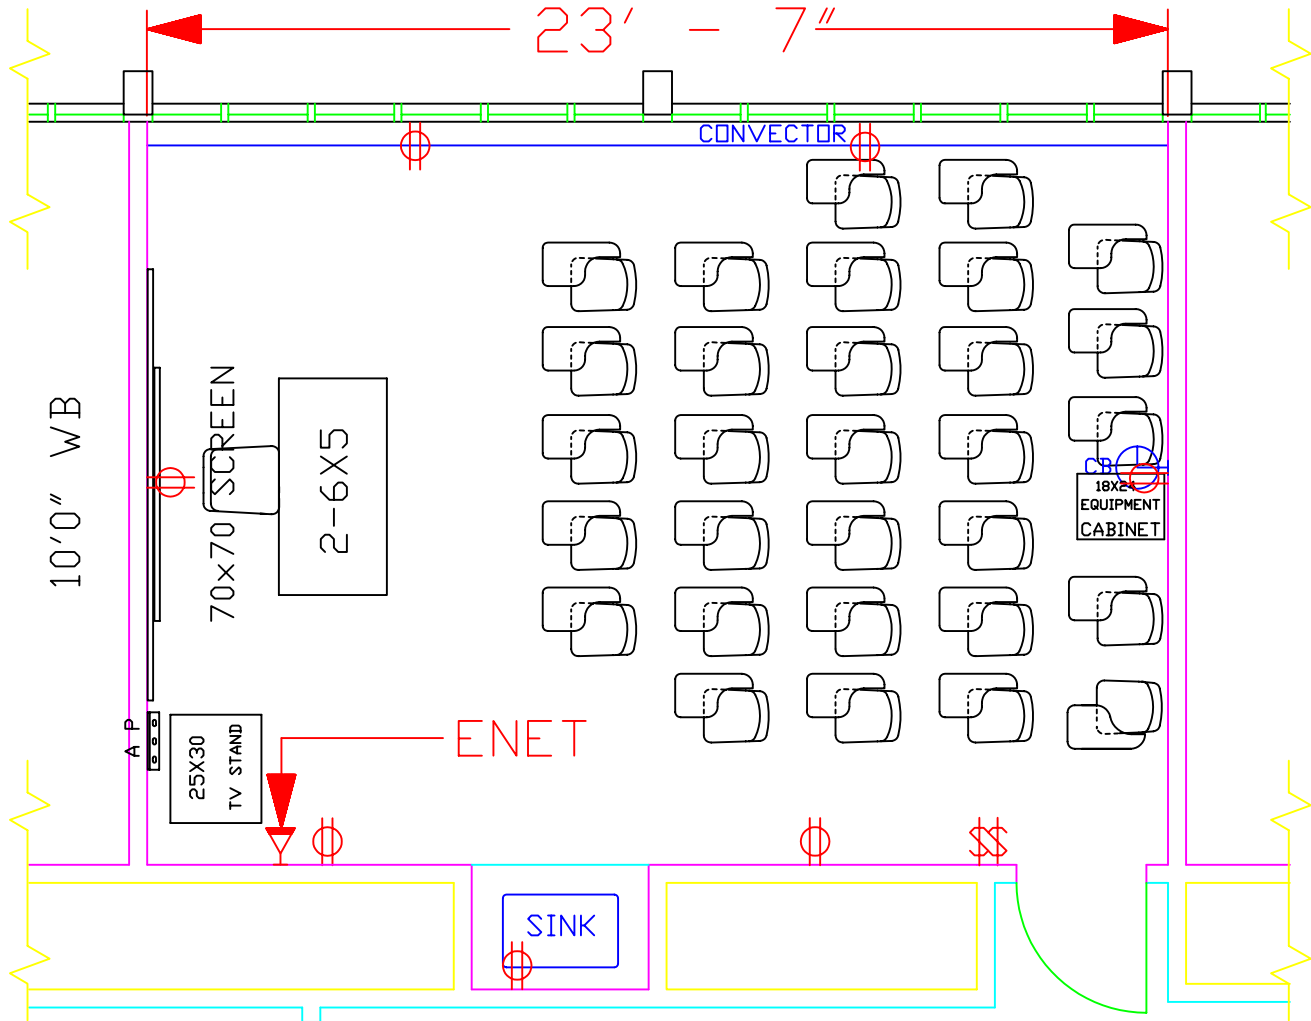 23' - 7"
CONVECTOR
10'0" WB
70x70 SCREEN
2-6X5
CB
18X24
EQUIPMENT
CABINET
A P
25X30
TV STAND
ENET
SINK